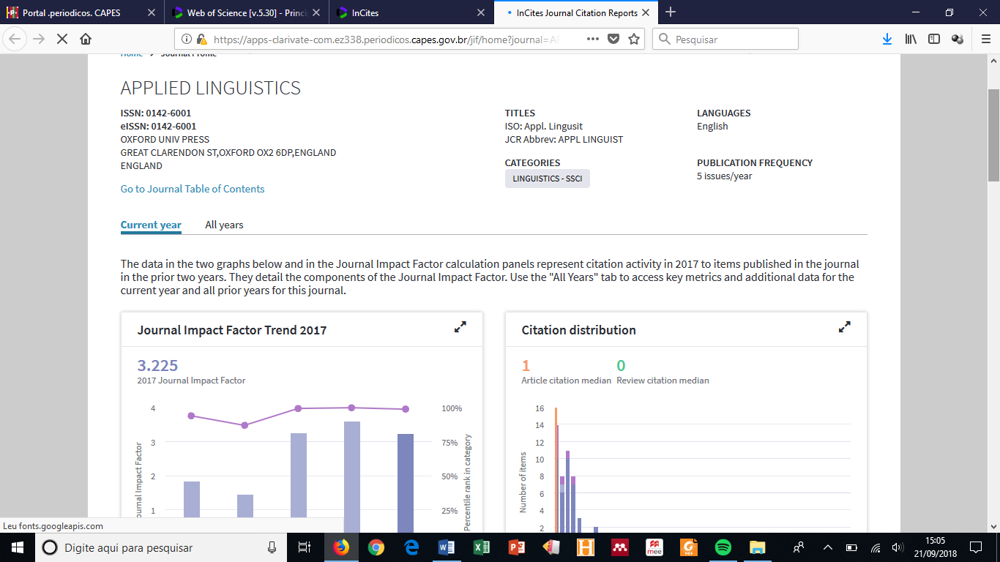 Portal .periodicos. CAPES
Web of Science [v.5.30] - Princi
InCites
InCites Journal Citation Reports
https://apps-clarivate-com.ez338.periodicos.capes.gov.br/jif/home?journal=AP
Pesquisar
Home > Journal Profile
APPLIED LINGUISTICS
ISSN: 0142-6001
eISSN: 0142-6001
OXFORD UNIV PRESS
GREAT CLARENDON ST,OXFORD OX2 6DP,ENGLAND
ENGLAND
Go to Journal Table of Contents
TITLES
ISO: Appl. Lingusit
JCR Abbrev: APPL LINGUIST
CATEGORIES
LINGUISTICS - SSCI
LANGUAGES
English
PUBLICATION FREQUENCY
5 issues/year
Current year
All years
The data in the two graphs below and in the Journal Impact Factor calculation panels represent citation activity in 2017 to items published in the journal
in the prior two years. They detail the components of the Journal Impact Factor. Use the "All Years" tab to access key metrics and additional data for the
current year and all prior years for this journal.
Journal Impact Factor Trend 2017
3.225
2017 Journal Impact Factor
4
3
2
1
ournal Impact Factor
100%
75%
50%
25%
Percentile rank in category
Citation distribution
1
Article citation median
0
Review citation median
16
14
12
10
8
6
4
2
Number of items
Leu fonts.googleapis.com
Digite aqui para pesquisar
mee
PDF
15:05
21/09/2018